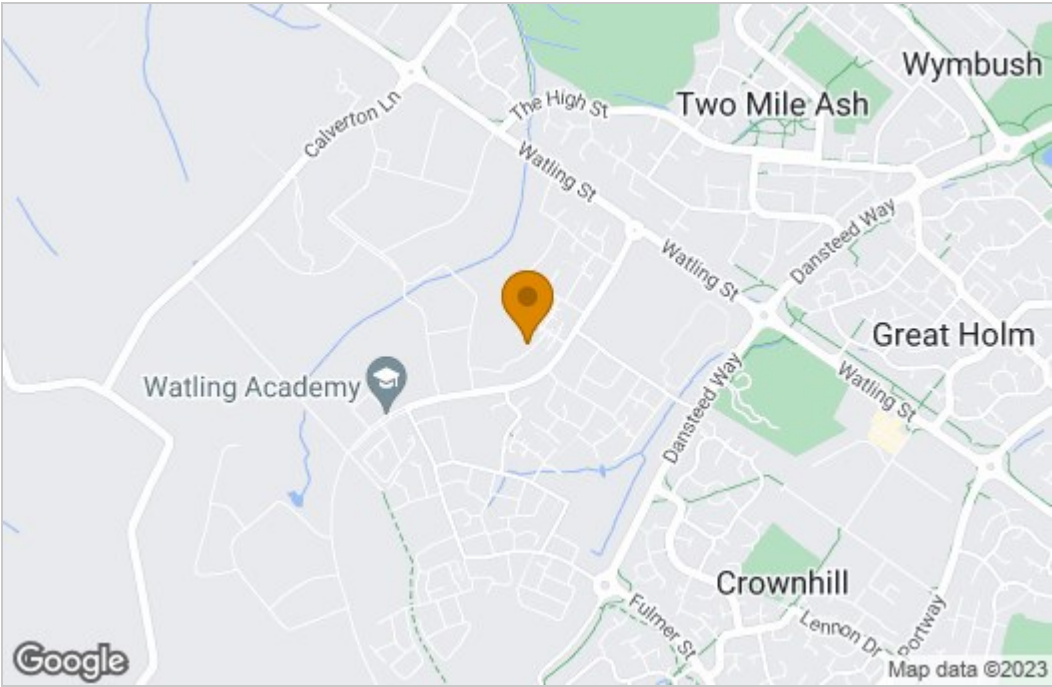 Wymbush
Two Mile Ash
The High St
Calverton Ln
Watling St
Dansteed Way
Watling St
Great Holm
Watling Academy
Dansteed Way
Watling St
Crownhill
Fulmer St
Lennon Dr
Portway
Google
Map data ©2023